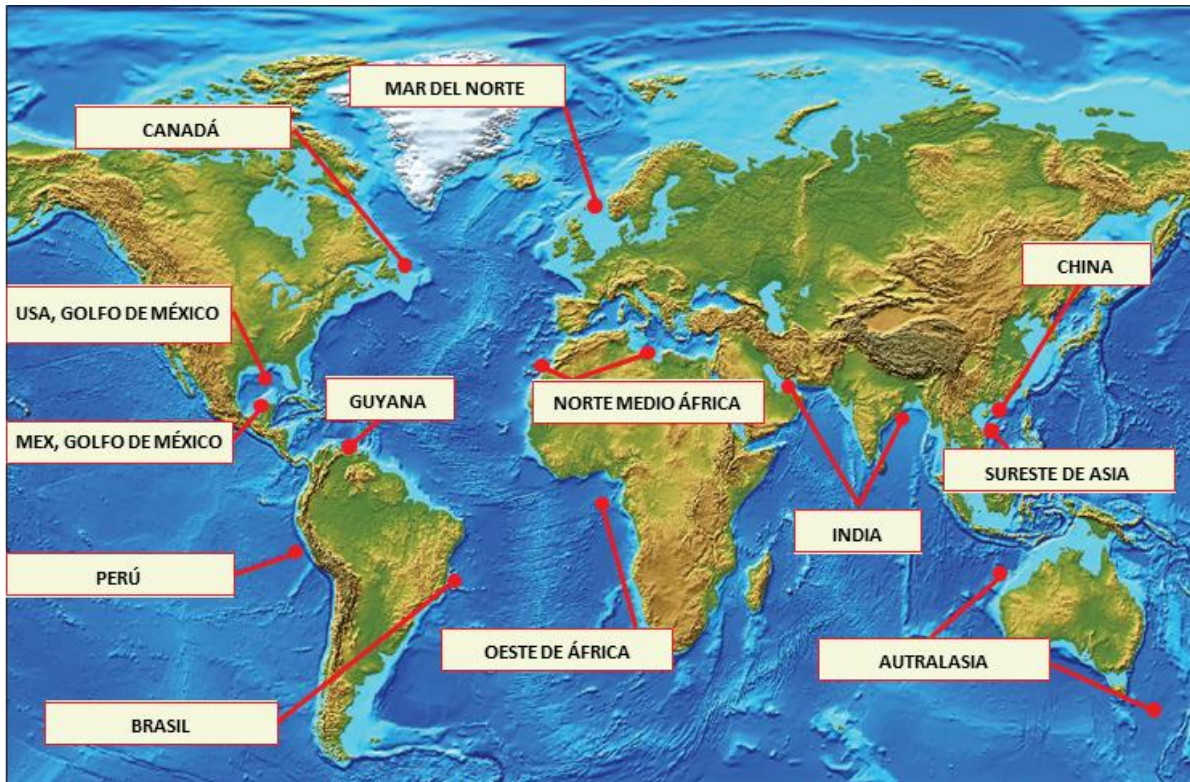 MAR DEL NORTE
CANADÁ
CHINA
USA, GOLFO DE MÉXICO
GUYANA
NORTE MEDIO ÁFRICA
MEX, GOLFO DE MÉXICO
SURESTE DE ASIA
INDIA
PERÚ
OESTE DE ÁFRICA
AUTRALASIA
BRASIL